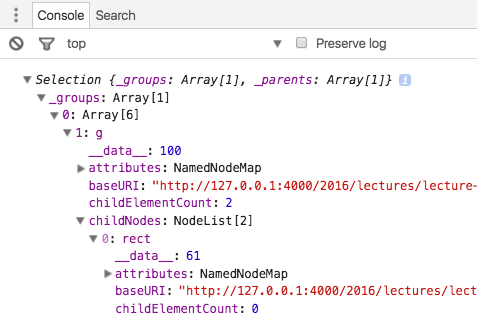 Console Search
top Preserve log
Selection {_groups: Array[1], _parents: Array[1]} i
_groups: Array[1]
0: Array[6]
1: g
__data__: 100
attributes: NamedNodeMap
baseURI: "http://127.0.0.1:4000/2016/lectures/lecture-
childElementCount: 2
childNodes: NodeList[2]
0: rect
__data__: 61
attributes: NamedNodeMap
baseURI: "http://127.0.0.1:4000/2016/lectures/lect
childElementCount: 0